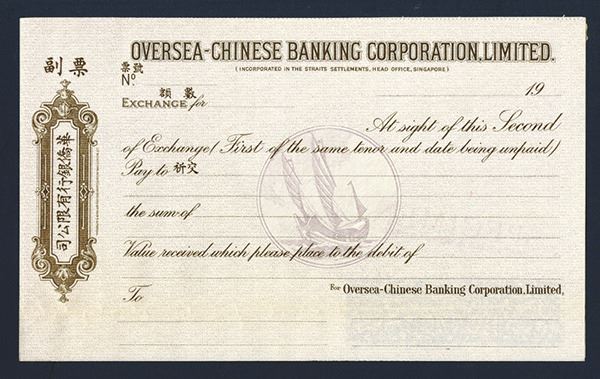 OVERSEA-CHINESE BANKING CORPORATION, LIMITED.
(INCORPORATED IN THE STRAITS SETTLEMENTS, HEAD OFFICE, SINGAPORE)
副票
華僑銀行有限公司
票號
No.
19
額數
EXCHANGE for
At sight of this Second
of Exchange (First of the same tenor and date being unpaid)
Pay to 祈交
the sum of
Value received which please place to the debit of
To
For Oversea-Chinese Banking Corporation, Limited,